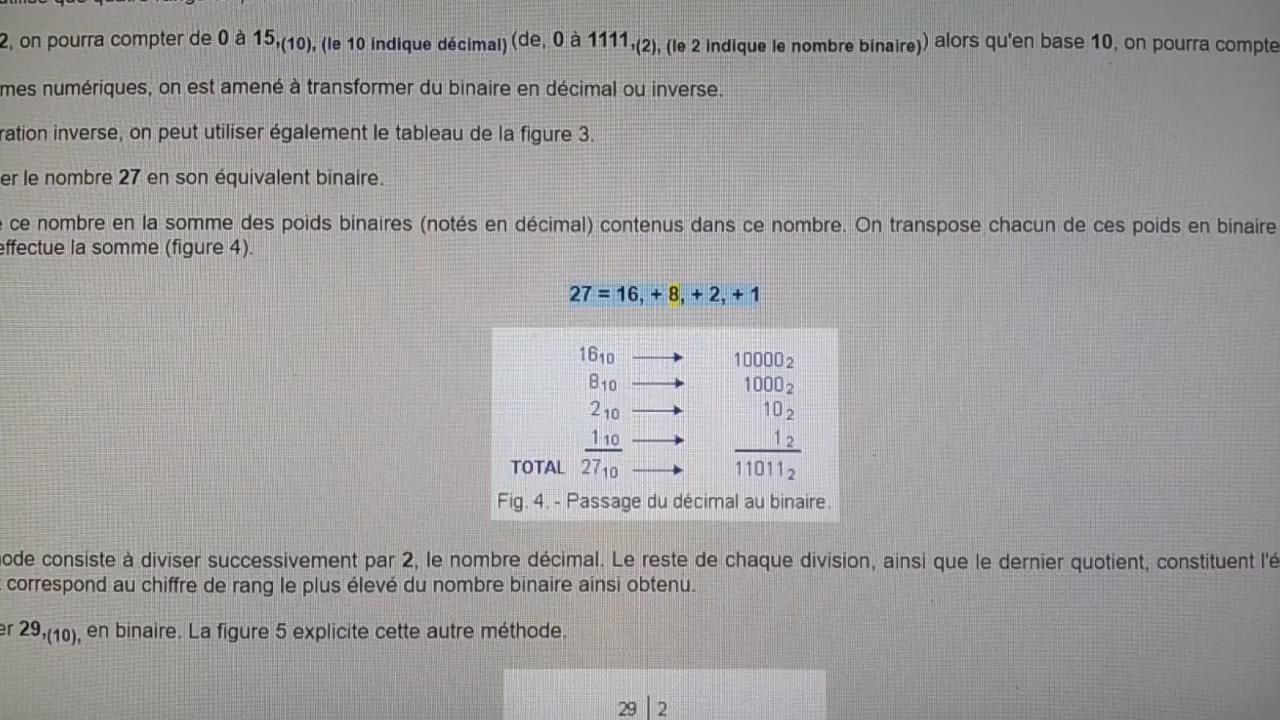 2, on pourra compter de 0 à 15,(10), (le 10 indique décimal) (de, 0 à 1111,(2), (le 2 indique le nombre binaire)) alors qu'en base 10, on pourra compte
mes numériques, on est amené à transformer du binaire en décimal ou inverse.
ration inverse, on peut utiliser également le tableau de la figure 3.
er le nombre 27 en son équivalent binaire.
ce nombre en la somme des poids binaires (notés en décimal) contenus dans ce nombre. On transpose chacun de ces poids en binaire
effectue la somme (figure 4).
27 = 16, + 8, + 2, + 1
16₁₀ ⟶ 10000₂
8₁₀ ⟶ 1000₂
2₁₀ ⟶ 10₂
1₁₀ ⟶ 1₂
TOTAL 27₁₀ ⟶ 11011₂
Fig. 4. - Passage du décimal au binaire.
ode consiste à diviser successivement par 2, le nombre décimal. Le reste de chaque division, ainsi que le dernier quotient, constituent l'é
correspond au chiffre de rang le plus élevé du nombre binaire ainsi obtenu.
er 29,(10), en binaire. La figure 5 explicite cette autre méthode.
29 | 2